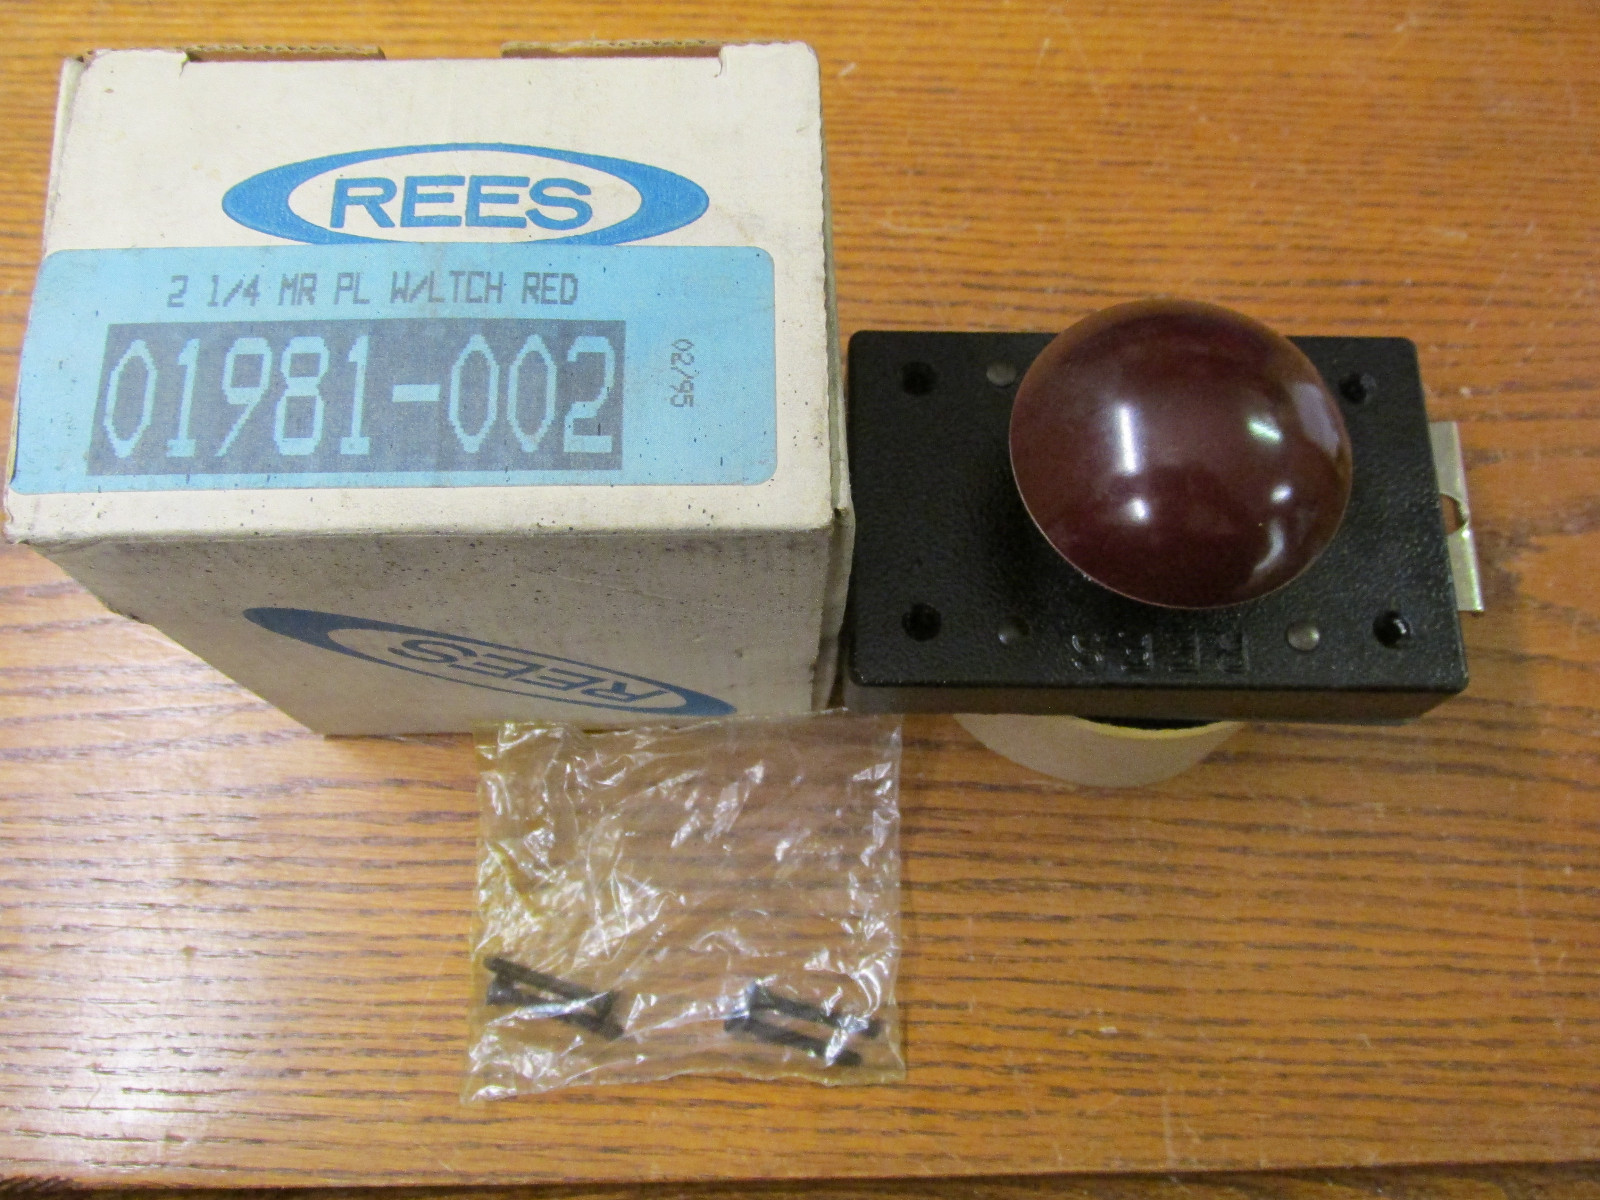 REES
2 1/4 MR PL W/LTCH RED
01981-002
02/95
REES
REES